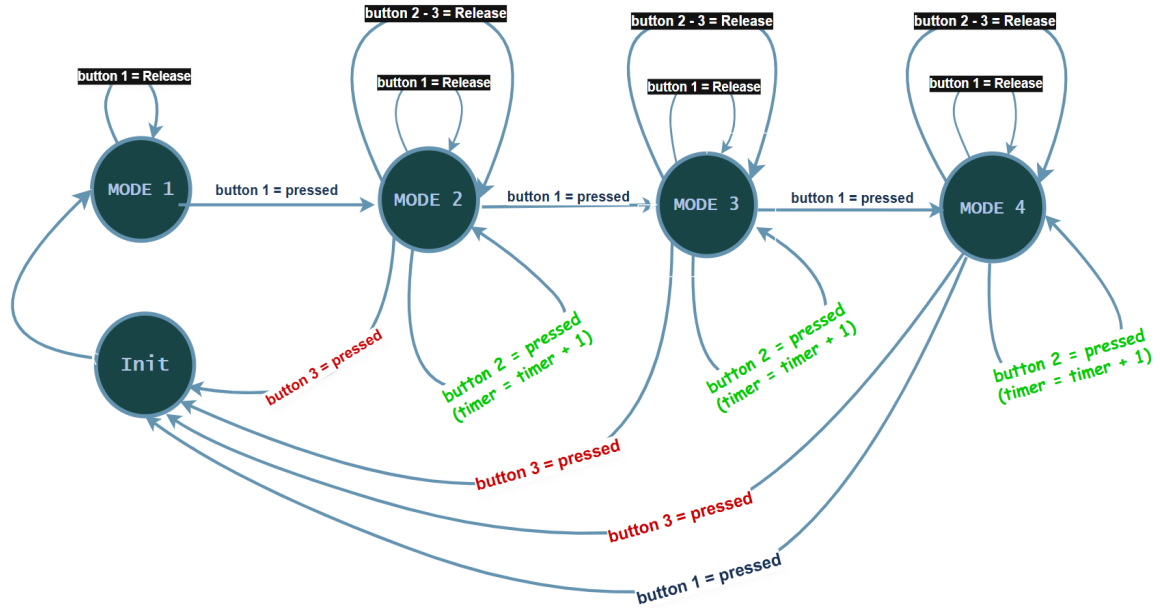 button 2 - 3 = Release
button 2 - 3 = Release
button 2 - 3 = Release
button 1 = Release
button 1 = Release
button 1 = Release
button 1 = Release
MODE 1
button 1 = pressed
MODE 2
button 1 = pressed
MODE 3
button 1 = pressed
MODE 4
Init
button 3 = pressed
button 2 = pressed
(timer = timer + 1)
button 2 = pressed
(timer = timer + 1)
button 2 = pressed
(timer = timer + 1)
button 3 = pressed
button 3 = pressed
button 1 = pressed